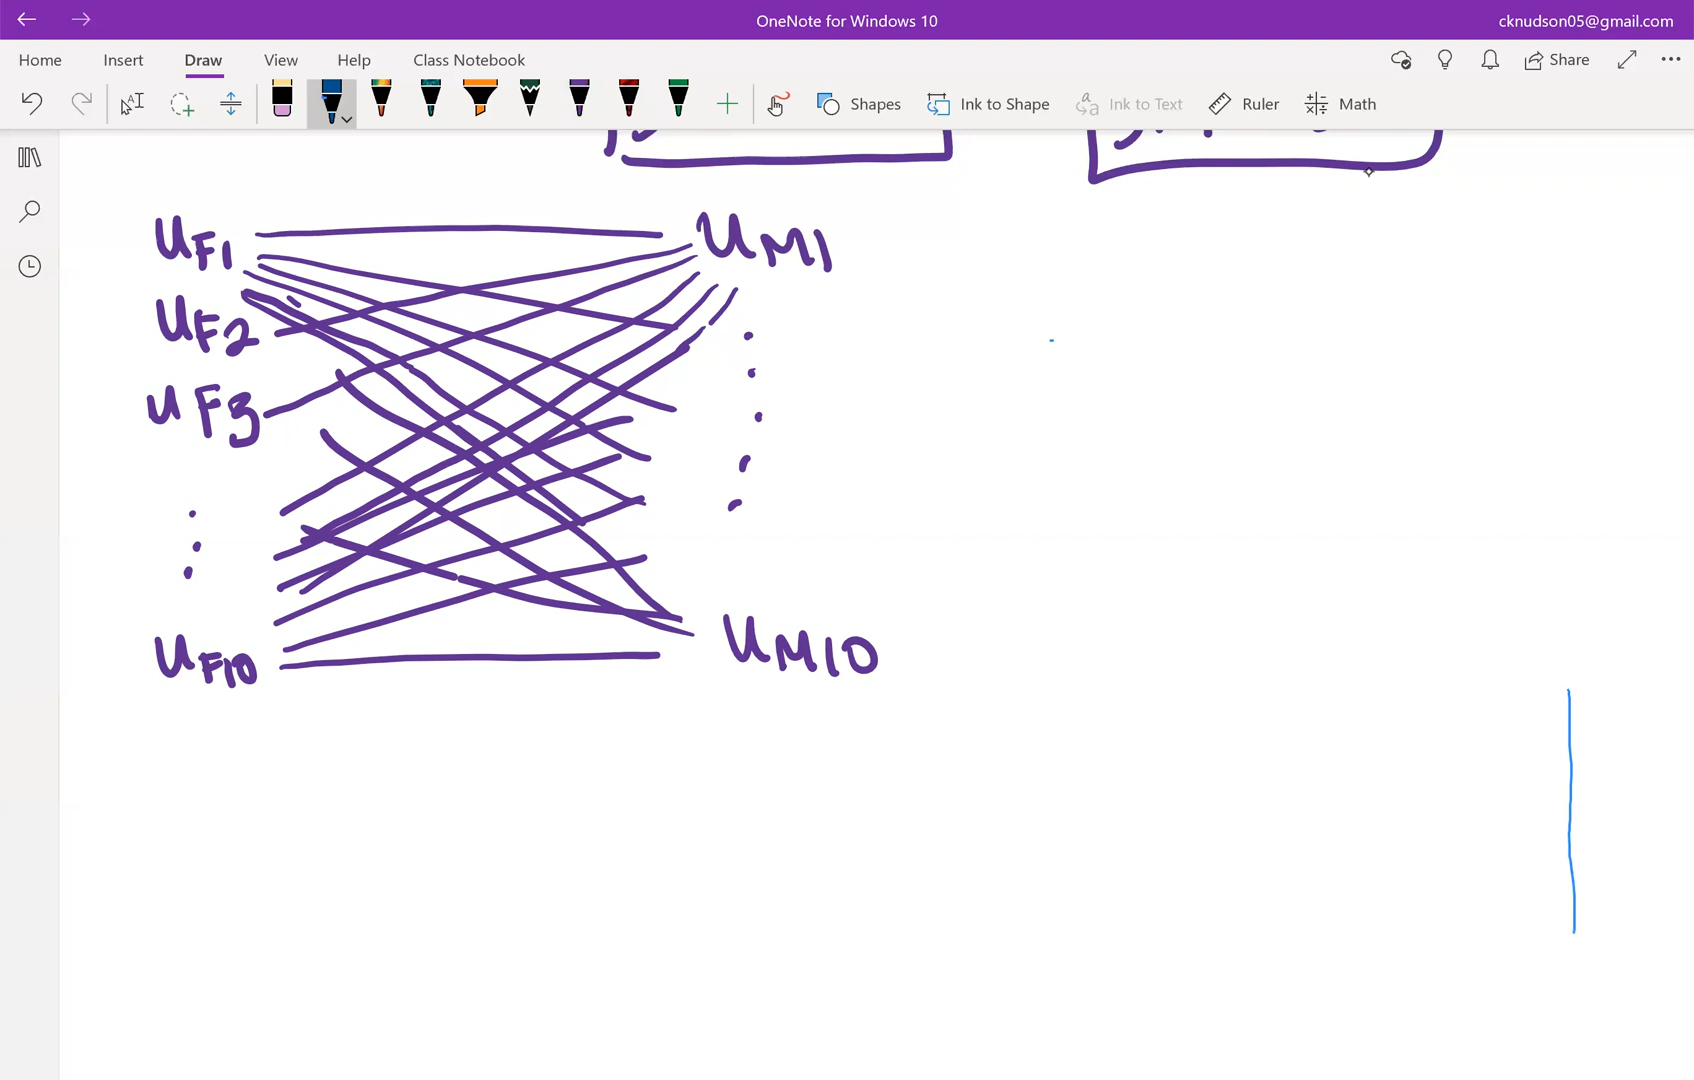 OneNote for Windows 10
cknudson05@gmail.com
Home Insert Draw View Help Class Notebook
Share
Shapes Ink to Shape Ink to Text Ruler Math
UF1 UM1
UF2
UF3
UF10 UM10